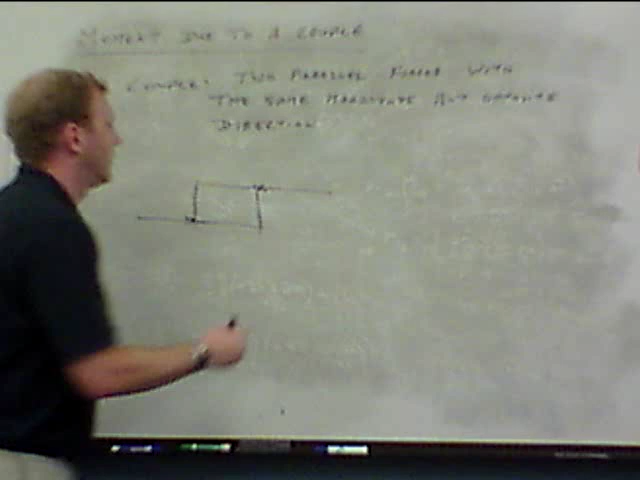 MOMENT DUE TO A COUPLE
COUPLE: TWO PARALLEL FORCES WITH
THE SAME MAGNITUDE BUT OPPOSITE
DIRECTION.